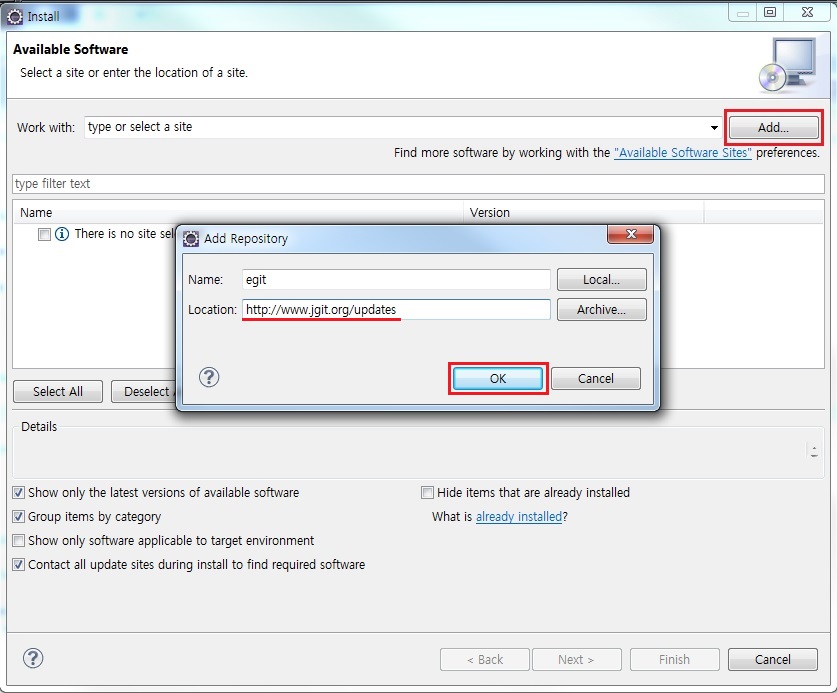 Install
Available Software
Select a site or enter the location of a site.
Work with: type or select a site Add...
Find more software by working with the "Available Software Sites" preferences.
type filter text
Name Version
There is no site sel
Add Repository
Name: egit Local...
Location: http://www.jgit.org/updates Archive...
OK Cancel
Select All Deselect
Details
Show only the latest versions of available software Hide items that are already installed
Group items by category What is already installed?
Show only software applicable to target environment
Contact all update sites during install to find required software
< Back Next > Finish Cancel